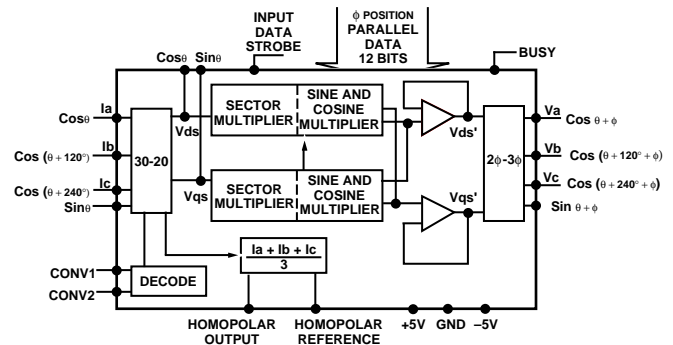 INPUT
DATA
STROBE
ϕ POSITION
PARALLEL
DATA
12 BITS
BUSY
Cosθ Sinθ
Ia
Cosθ
Ib
Cos (θ + 120°)
Ic
Cos (θ + 240°)
Sinθ
CONV1
CONV2
30-20
DECODE
Vds
Vqs
SECTOR
MULTIPLIER
SINE AND
COSINE
MULTIPLIER
SECTOR
MULTIPLIER
SINE AND
COSINE
MULTIPLIER
Ia + Ib + Ic
3
Vds'
Vqs'
2ϕ-3ϕ
Va
Cos θ + ϕ
Vb
Cos (θ + 120° + ϕ)
Vc
Cos (θ + 240° + ϕ)
Sin θ + ϕ
HOMOPOLAR
OUTPUT
HOMOPOLAR
REFERENCE
+5V GND –5V